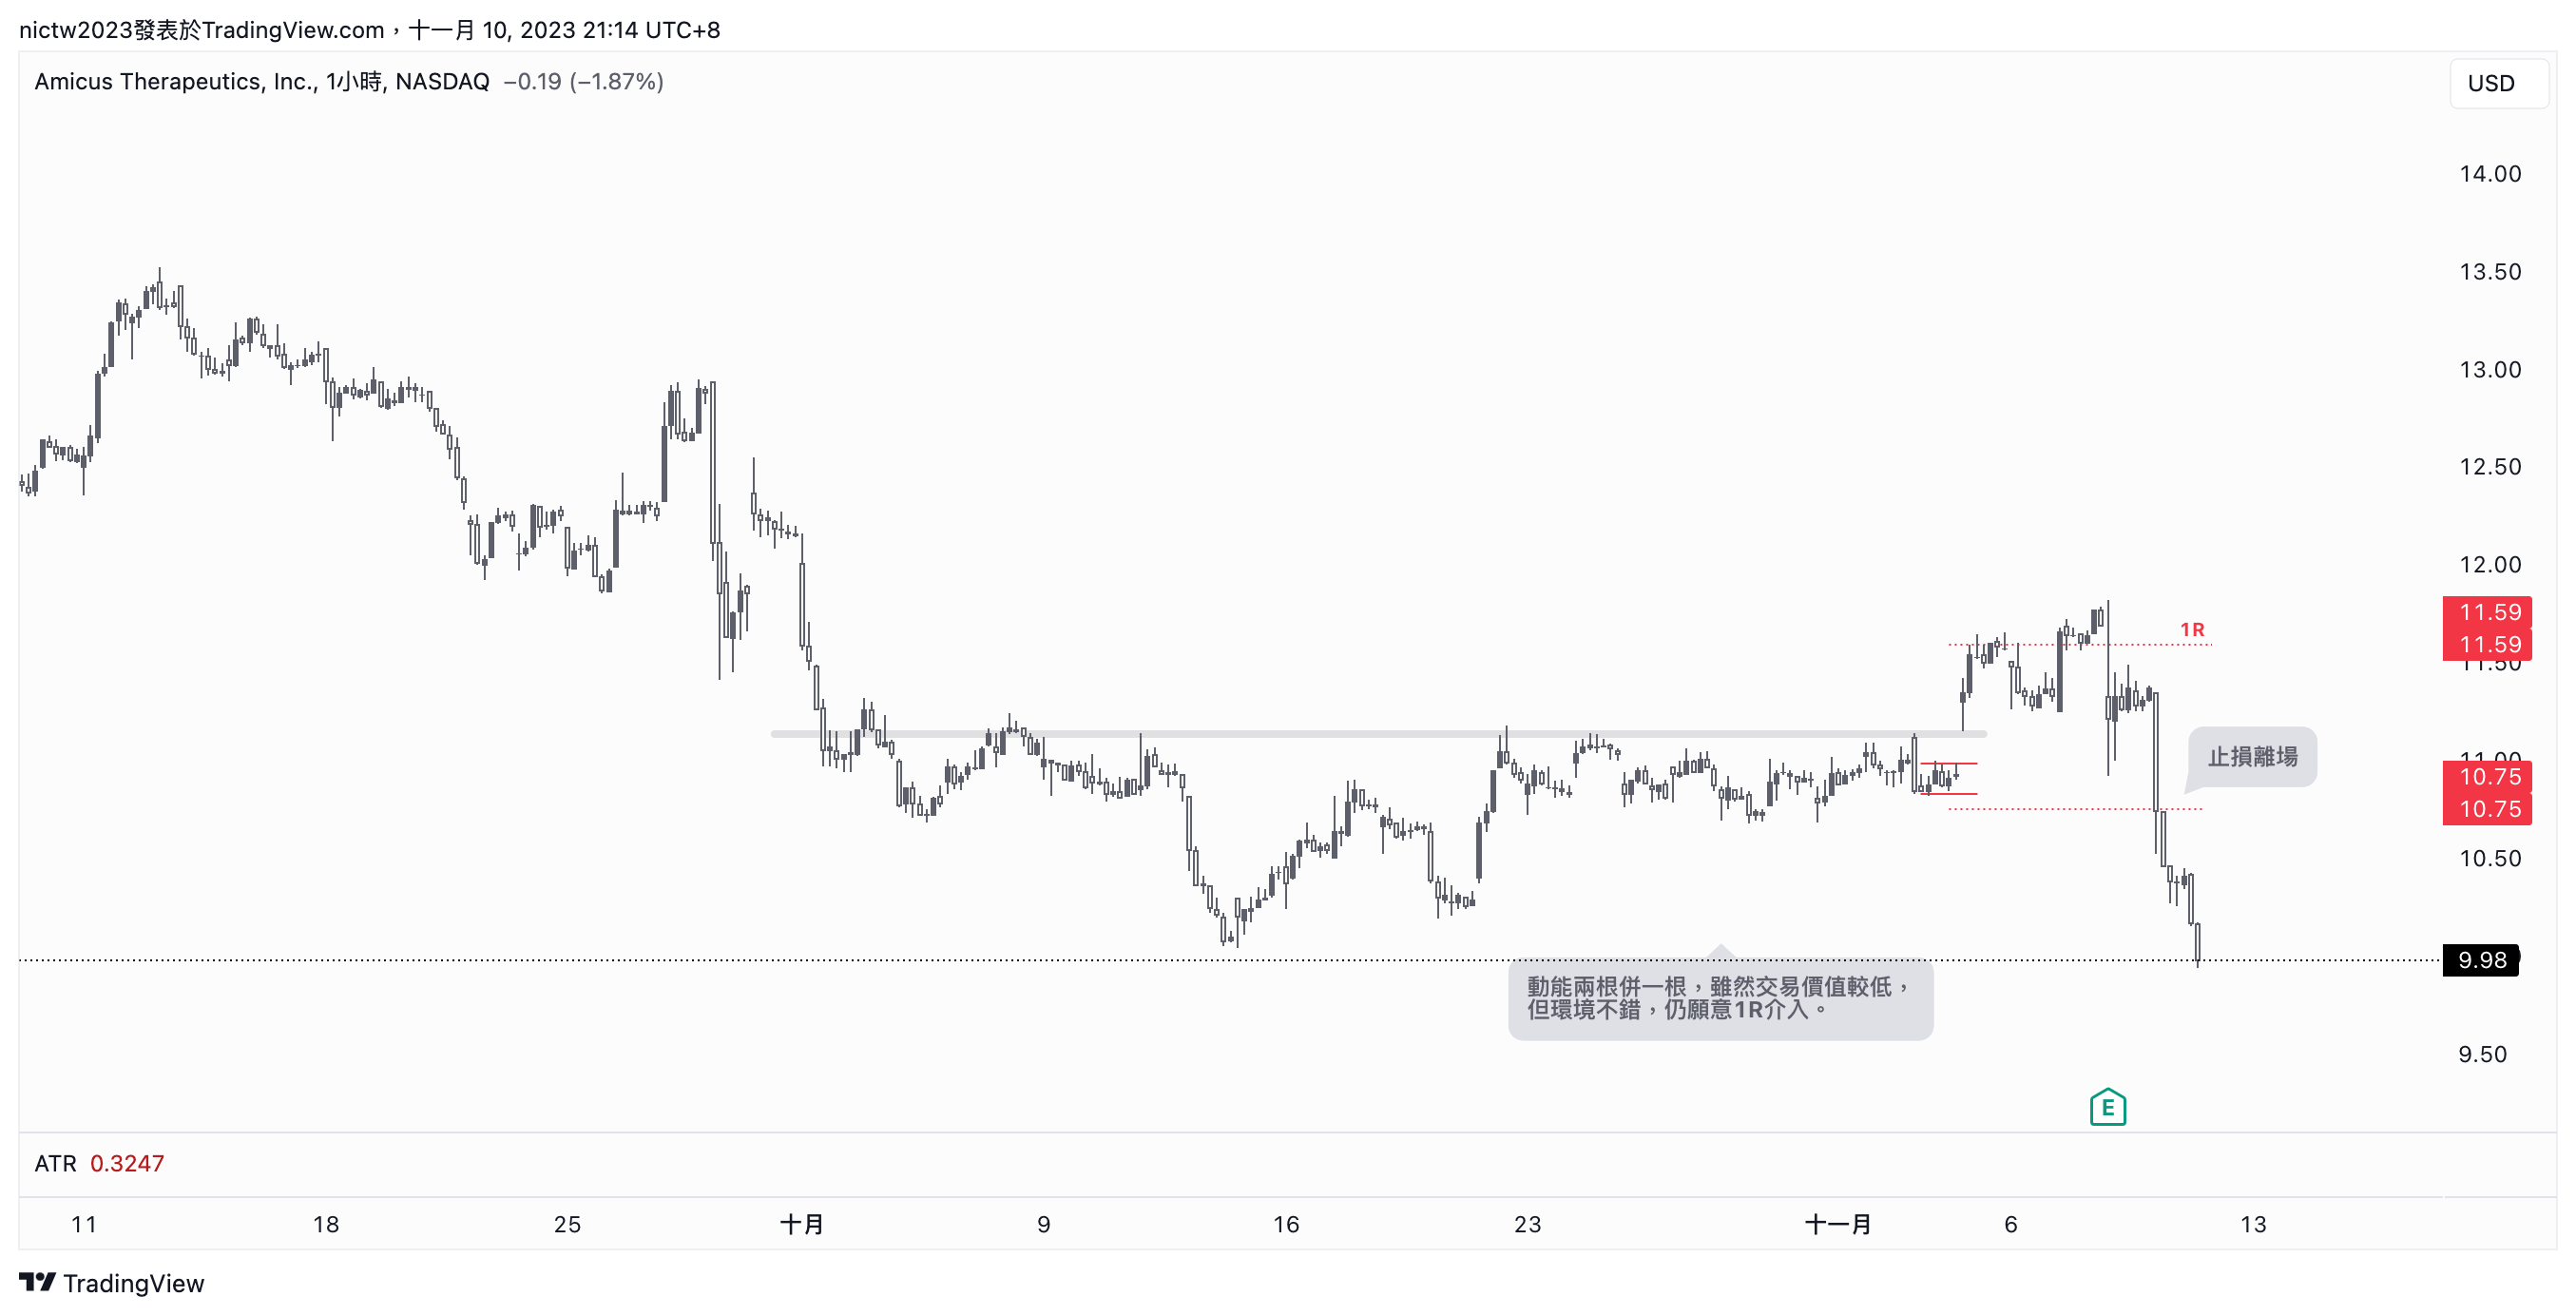 nictw2023發表於TradingView.com，十一月 10, 2023 21:14 UTC+8
Amicus Therapeutics, Inc., 1小時, NASDAQ −0.19 (−1.87%)
USD
14.00
13.50
13.00
12.50
12.00
11.59
1R
11.59
11.50
止損離場
11.00
10.75
10.75
10.50
9.98
動能兩根併一根，雖然交易價值較低，
但環境不錯，仍願意1R介入。
9.50
E
ATR 0.3247
11 18 25 十月 9 16 23 十一月 6 13
TradingView